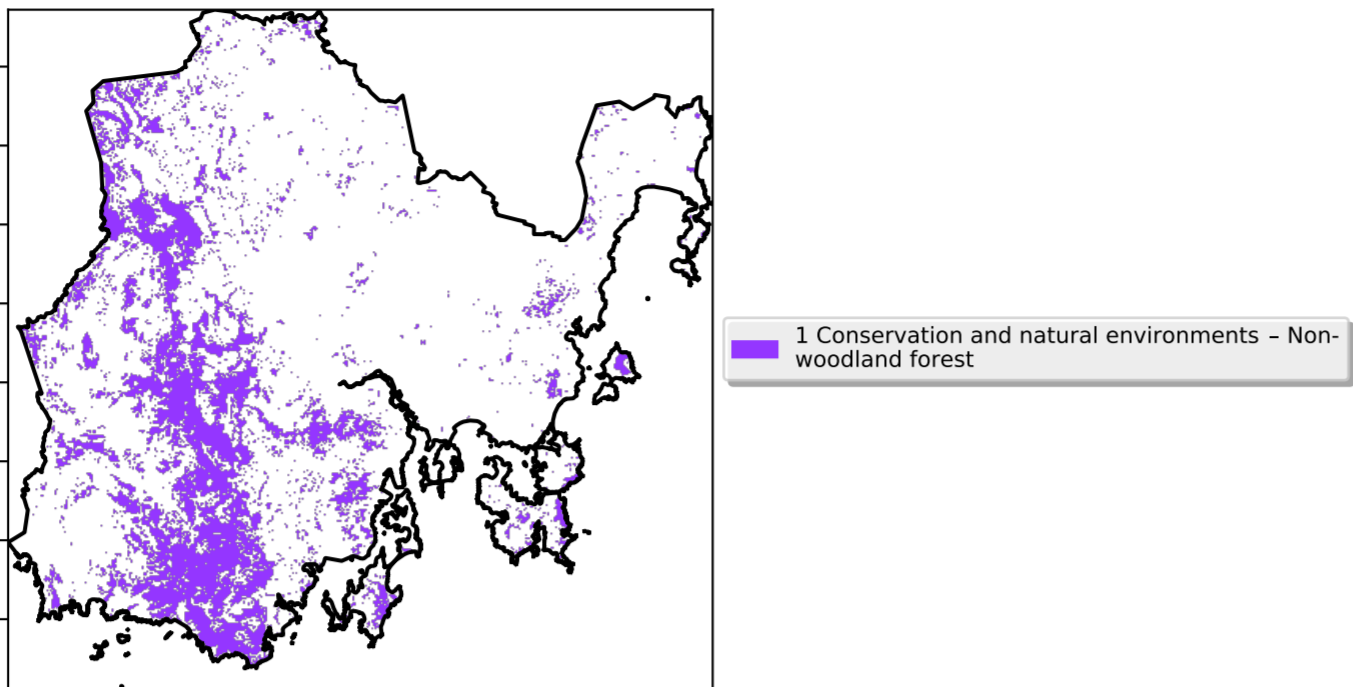 1 Conservation and natural environments – Non-
woodland forest